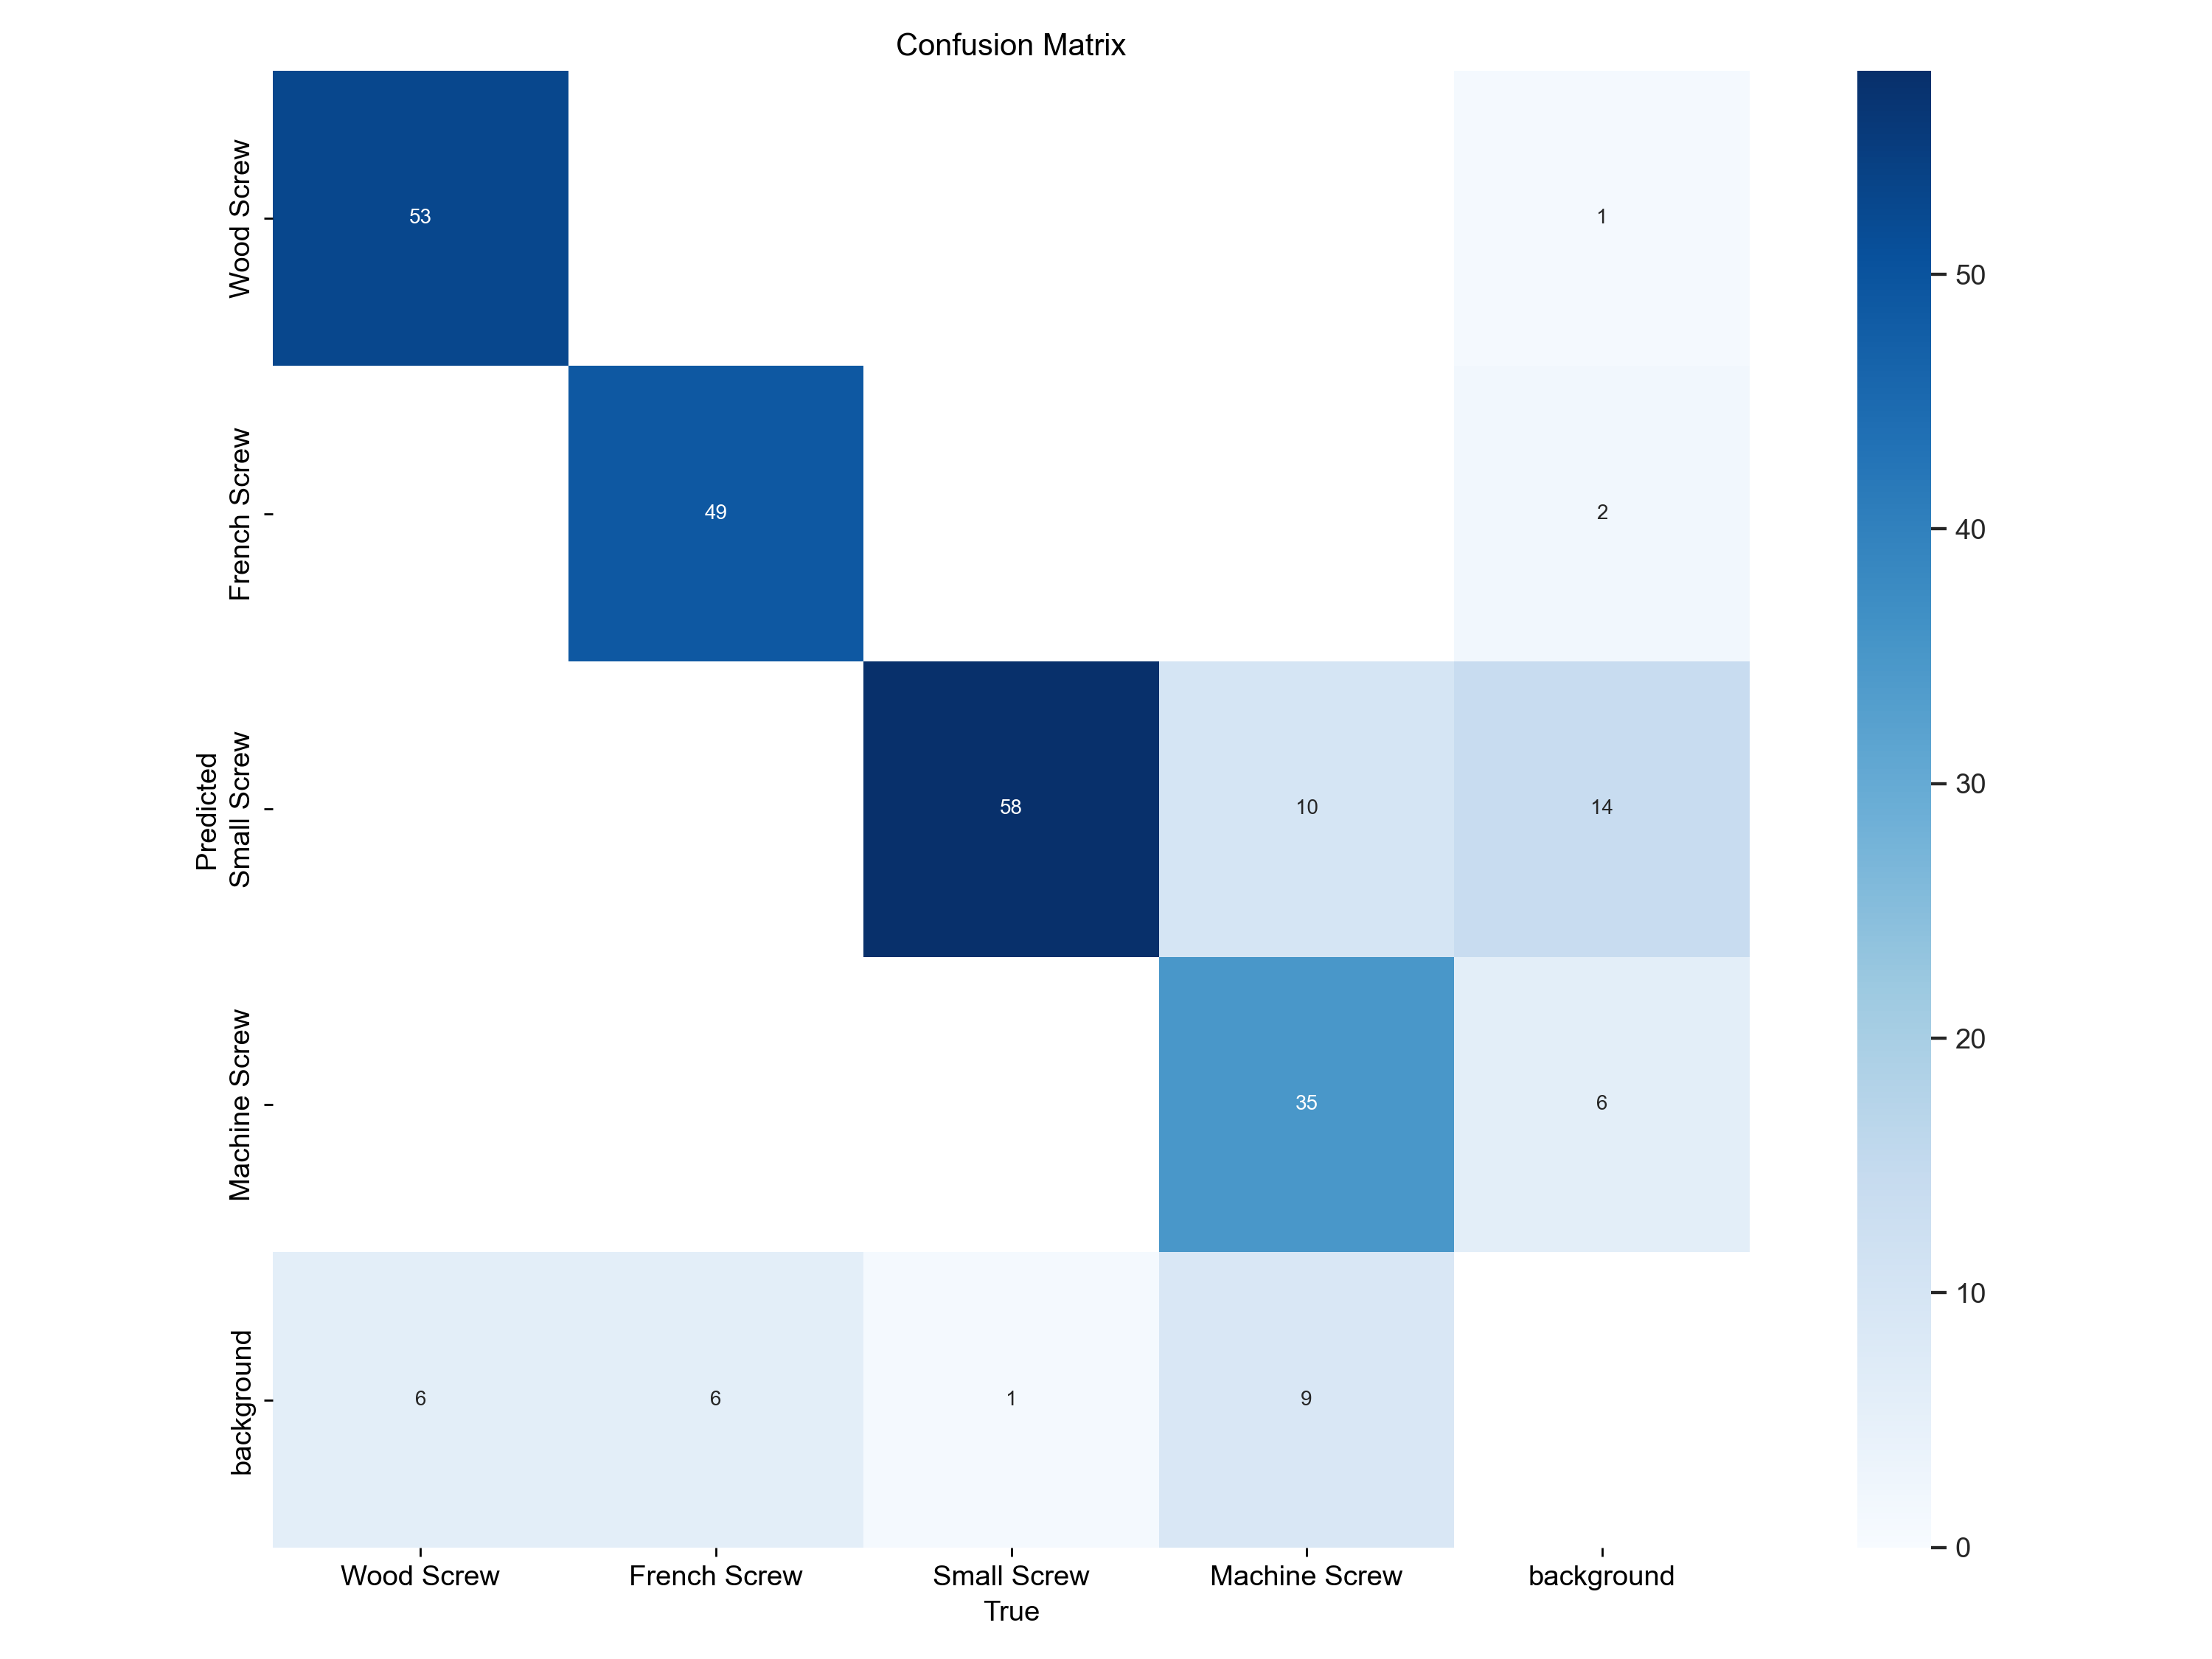 Confusion Matrix
Predicted
Wood Screw
French Screw
Small Screw
Machine Screw
background
53
1
49
2
58
10
14
35
6
6
6
1
9
Wood Screw
French Screw
Small Screw
Machine Screw
background
True
50
40
30
20
10
0